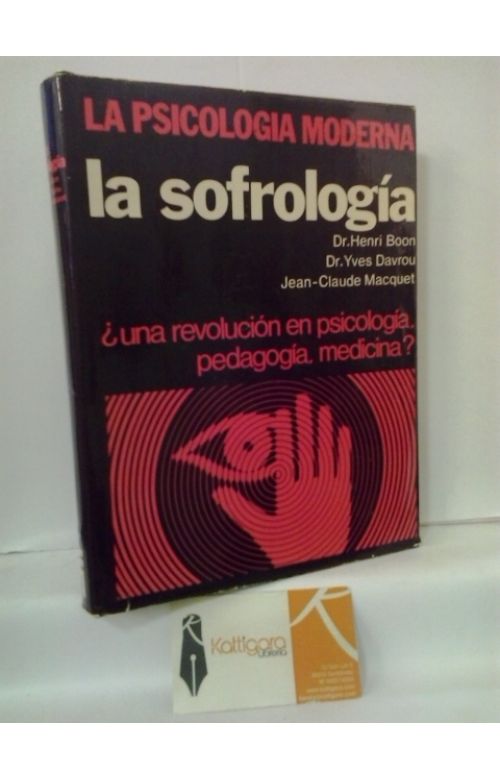 LA PSICOLOGIA MODERNA
la sofrología
Dr.Henri Boon
Dr.Yves Davrou
Jean-Claude Macquet
¿una revolución en psicología,
pedagogía, medicina?
Kattigara
Librería